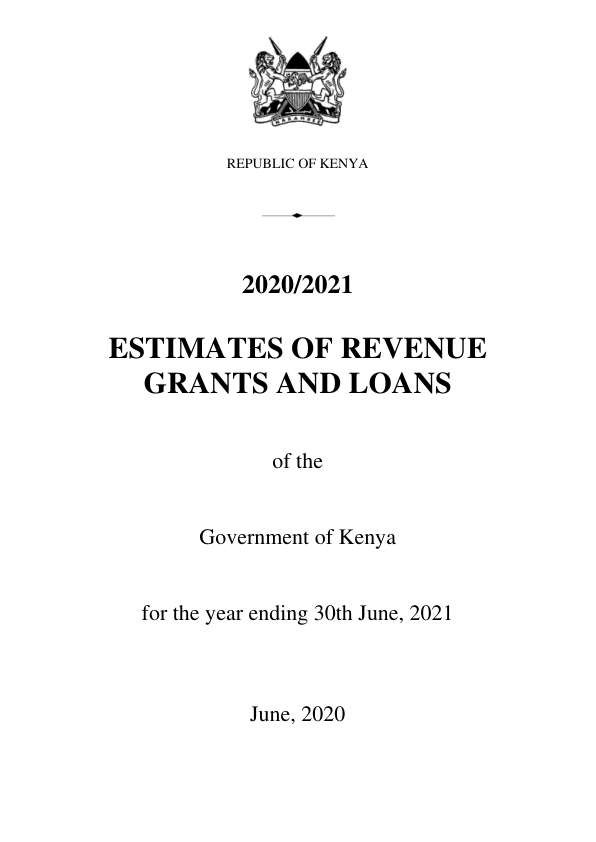 HARAMBEE
REPUBLIC OF KENYA
2020/2021
ESTIMATES OF REVENUE
GRANTS AND LOANS
of the
Government of Kenya
for the year ending 30th June, 2021
June, 2020